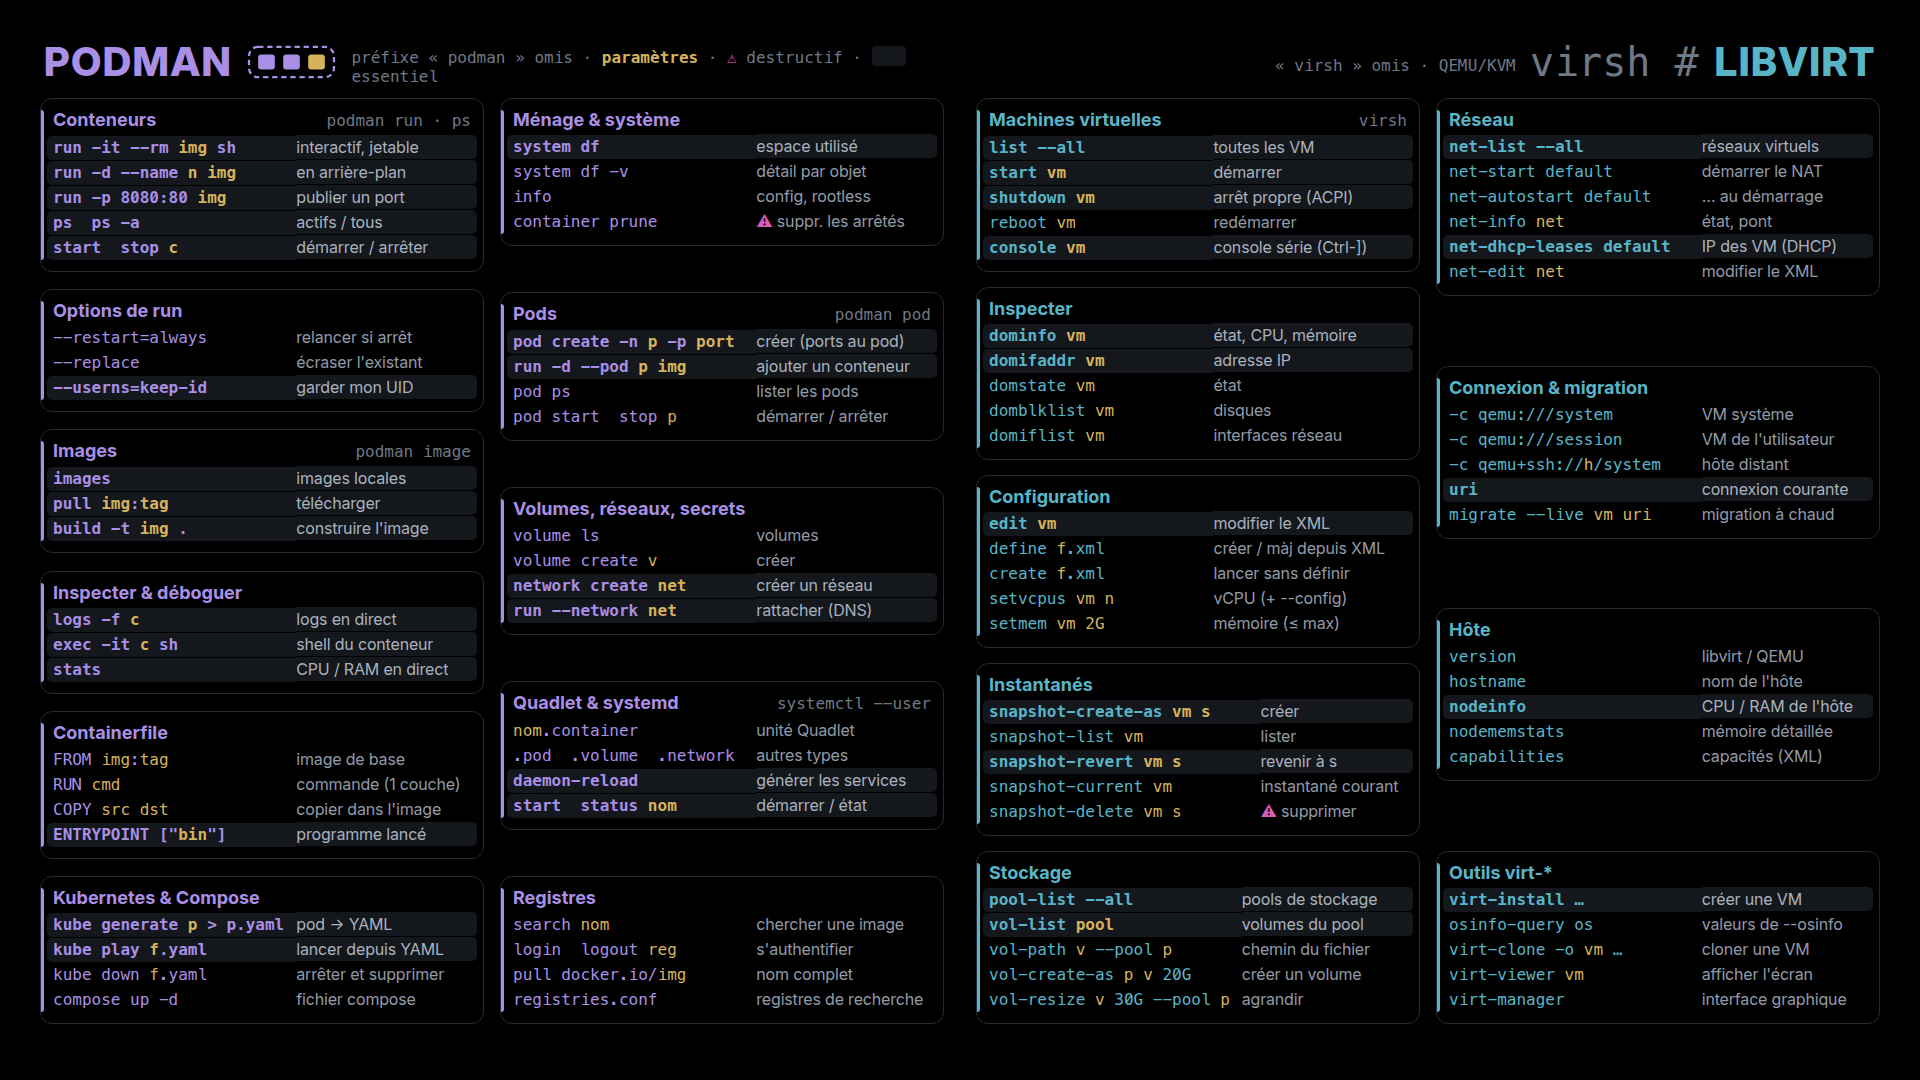 PODMAN
préfixe « podman » omis · paramètres · ⚠ destructif ·
essentiel
Conteneurs podman run · ps
run -it --rm img sh interactif, jetable
run -d --name n img en arrière-plan
run -p 8080:80 img publier un port
ps ps -a actifs / tous
start stop c démarrer / arrêter
Options de run
--restart=always relancer si arrêt
--replace écraser l'existant
--userns=keep-id garder mon UID
Images podman image
images images locales
pull img:tag télécharger
build -t img . construire l'image
Inspecter & déboguer
logs -f c logs en direct
exec -it c sh shell du conteneur
stats CPU / RAM en direct
Containerfile
FROM img:tag image de base
RUN cmd commande (1 couche)
COPY src dst copier dans l'image
ENTRYPOINT ["bin"] programme lancé
Kubernetes & Compose
kube generate p > p.yaml pod → YAML
kube play f.yaml lancer depuis YAML
kube down f.yaml arrêter et supprimer
compose up -d fichier compose
Ménage & système
system df espace utilisé
system df -v détail par objet
info config, rootless
container prune ⚠ suppr. les arrêtés
Pods podman pod
pod create -n p -p port créer (ports au pod)
run -d --pod p img ajouter un conteneur
pod ps lister les pods
pod start stop p démarrer / arrêter
Volumes, réseaux, secrets
volume ls volumes
volume create v créer
network create net créer un réseau
run --network net rattacher (DNS)
Quadlet & systemd systemctl --user
nom.container unité Quadlet
.pod .volume .network autres types
daemon-reload générer les services
start status nom démarrer / état
Registres
search nom chercher une image
login logout reg s'authentifier
pull docker.io/img nom complet
registries.conf registres de recherche
« virsh » omis · QEMU/KVM virsh # LIBVIRT
Machines virtuelles virsh
list --all toutes les VM
start vm démarrer
shutdown vm arrêt propre (ACPI)
reboot vm redémarrer
console vm console série (Ctrl-])
Inspecter
dominfo vm état, CPU, mémoire
domifaddr vm adresse IP
domstate vm état
domblklist vm disques
domiflist vm interfaces réseau
Configuration
edit vm modifier le XML
define f.xml créer / màj depuis XML
create f.xml lancer sans définir
setvcpus vm n vCPU (+ --config)
setmem vm 2G mémoire (≤ max)
Instantanés
snapshot-create-as vm s créer
snapshot-list vm lister
snapshot-revert vm s revenir à s
snapshot-current vm instantané courant
snapshot-delete vm s ⚠ supprimer
Stockage
pool-list --all pools de stockage
vol-list pool volumes du pool
vol-path v --pool p chemin du fichier
vol-create-as p v 20G créer un volume
vol-resize v 30G --pool p agrandir
Réseau
net-list --all réseaux virtuels
net-start default démarrer le NAT
net-autostart default … au démarrage
net-info net état, pont
net-dhcp-leases default IP des VM (DHCP)
net-edit net modifier le XML
Connexion & migration
-c qemu:///system VM système
-c qemu:///session VM de l'utilisateur
-c qemu+ssh://h/system hôte distant
uri connexion courante
migrate --live vm uri migration à chaud
Hôte
version libvirt / QEMU
hostname nom de l'hôte
nodeinfo CPU / RAM de l'hôte
nodememstats mémoire détaillée
capabilities capacités (XML)
Outils virt-*
virt-install … créer une VM
osinfo-query os valeurs de --osinfo
virt-clone -o vm … cloner une VM
virt-viewer vm afficher l'écran
virt-manager interface graphique